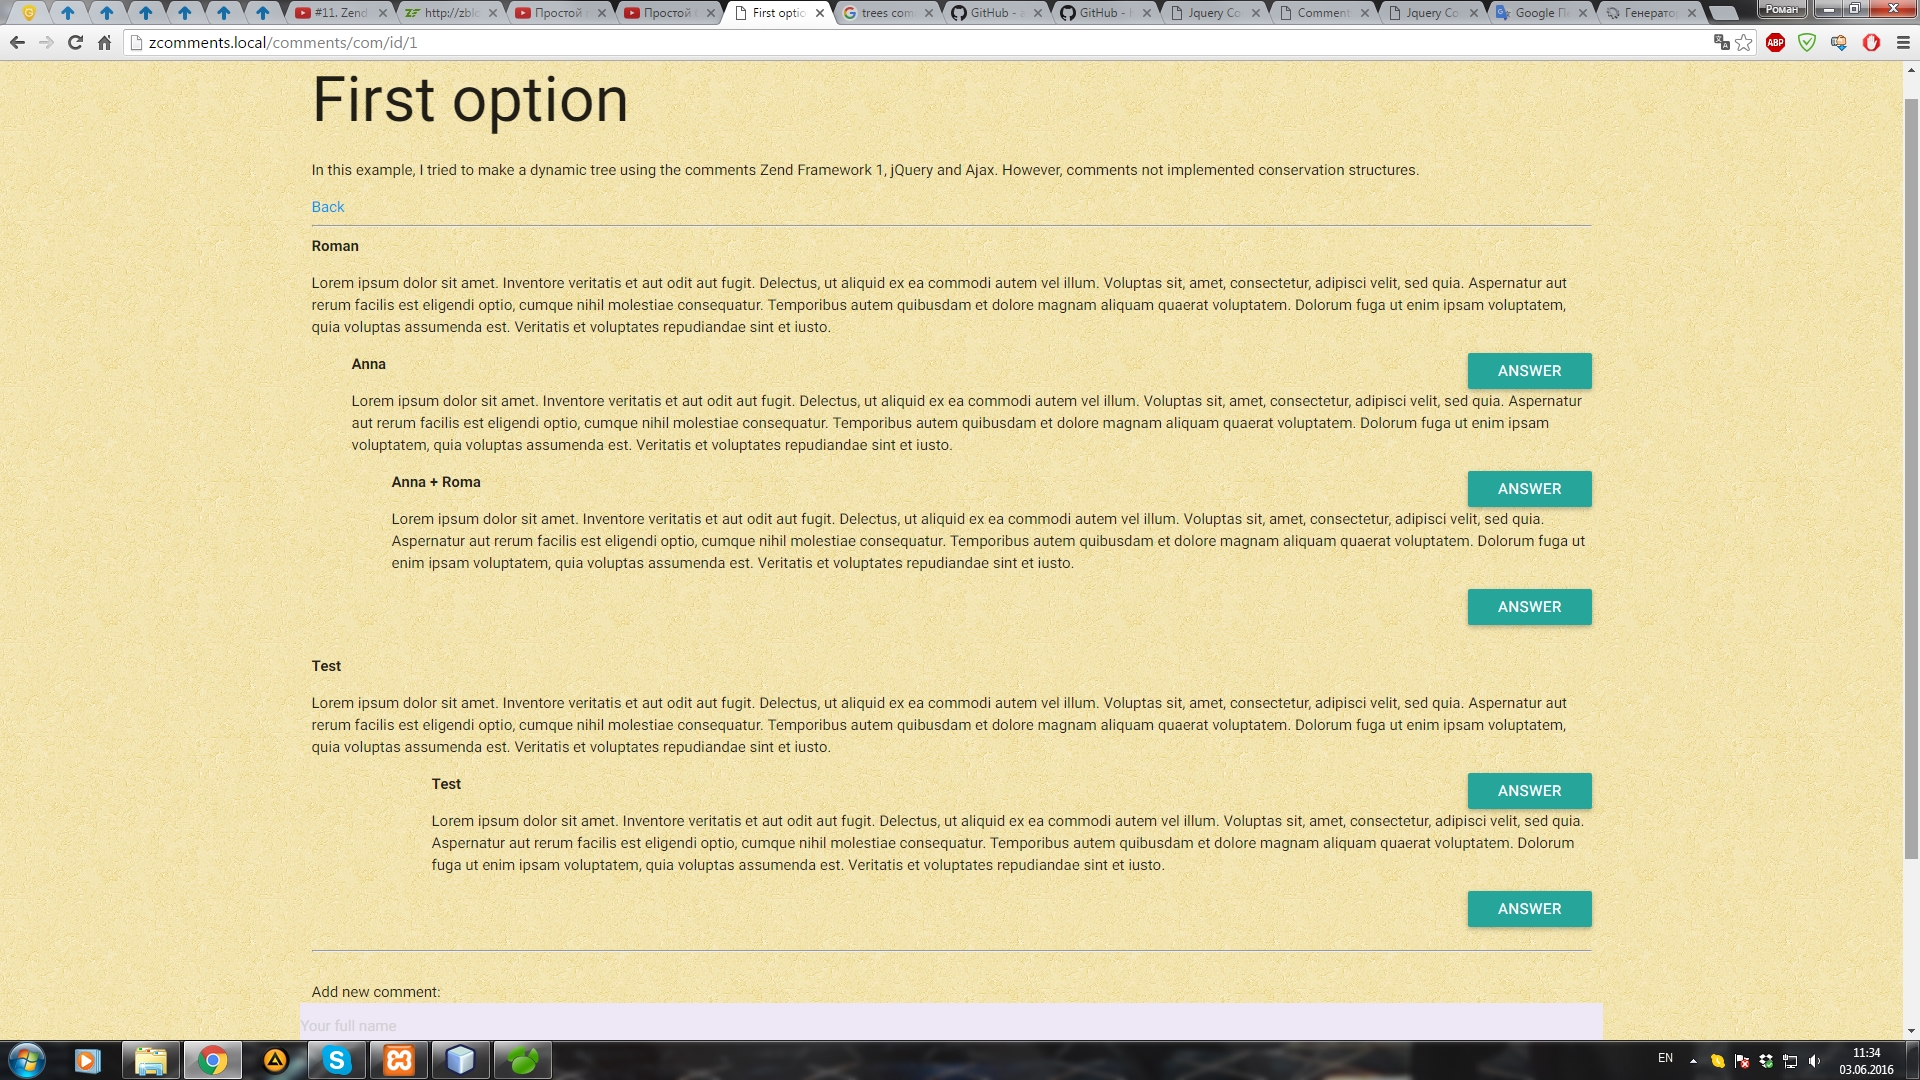 #11. Zend
http://zblo
Простой
Простой
First optio
trees com
GitHub -
GitHub -
Jquery Co
Comment
Jquery Co
Google П
Генерато
Роман
zcomments.local/comments/com/id/1
ABP
First option
In this example, I tried to make a dynamic tree using the comments Zend Framework 1, jQuery and Ajax. However, comments not implemented conservation structures.
Back
Roman
Lorem ipsum dolor sit amet. Inventore veritatis et aut odit aut fugit. Delectus, ut aliquid ex ea commodi autem vel illum. Voluptas sit, amet, consectetur, adipisci velit, sed quia. Aspernatur aut
rerum facilis est eligendi optio, cumque nihil molestiae consequatur. Temporibus autem quibusdam et dolore magnam aliquam quaerat voluptatem. Dolorum fuga ut enim ipsam voluptatem,
quia voluptas assumenda est. Veritatis et voluptates repudiandae sint et iusto.
Anna
ANSWER
Lorem ipsum dolor sit amet. Inventore veritatis et aut odit aut fugit. Delectus, ut aliquid ex ea commodi autem vel illum. Voluptas sit, amet, consectetur, adipisci velit, sed quia. Aspernatur
aut rerum facilis est eligendi optio, cumque nihil molestiae consequatur. Temporibus autem quibusdam et dolore magnam aliquam quaerat voluptatem. Dolorum fuga ut enim ipsam
voluptatem, quia voluptas assumenda est. Veritatis et voluptates repudiandae sint et iusto.
Anna + Roma
ANSWER
Lorem ipsum dolor sit amet. Inventore veritatis et aut odit aut fugit. Delectus, ut aliquid ex ea commodi autem vel illum. Voluptas sit, amet, consectetur, adipisci velit, sed quia.
Aspernatur aut rerum facilis est eligendi optio, cumque nihil molestiae consequatur. Temporibus autem quibusdam et dolore magnam aliquam quaerat voluptatem. Dolorum fuga ut
enim ipsam voluptatem, quia voluptas assumenda est. Veritatis et voluptates repudiandae sint et iusto.
ANSWER
Test
Lorem ipsum dolor sit amet. Inventore veritatis et aut odit aut fugit. Delectus, ut aliquid ex ea commodi autem vel illum. Voluptas sit, amet, consectetur, adipisci velit, sed quia. Aspernatur aut
rerum facilis est eligendi optio, cumque nihil molestiae consequatur. Temporibus autem quibusdam et dolore magnam aliquam quaerat voluptatem. Dolorum fuga ut enim ipsam voluptatem,
quia voluptas assumenda est. Veritatis et voluptates repudiandae sint et iusto.
Test
ANSWER
Lorem ipsum dolor sit amet. Inventore veritatis et aut odit aut fugit. Delectus, ut aliquid ex ea commodi autem vel illum. Voluptas sit, amet, consectetur, adipisci velit, sed quia.
Aspernatur aut rerum facilis est eligendi optio, cumque nihil molestiae consequatur. Temporibus autem quibusdam et dolore magnam aliquam quaerat voluptatem. Dolorum
fuga ut enim ipsam voluptatem, quia voluptas assumenda est. Veritatis et voluptates repudiandae sint et iusto.
ANSWER
Add new comment:
Your full name
EN
11:34
03.06.2016